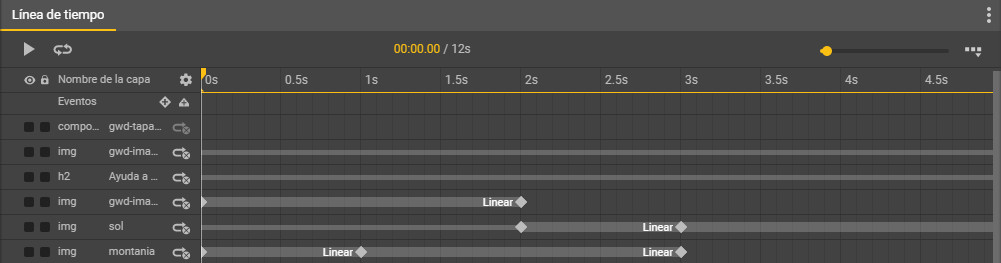 Línea de tiempo
00:00.00 / 12s
Nombre de la capa 0s 0.5s 1s 1.5s 2s 2.5s 3s 3.5s 4s 4.5s
Eventos
compo... gwd-tapa...
img gwd-ima...
h2 Ayuda a ...
img gwd-ima... Linear
img sol Linear
img montania Linear Linear